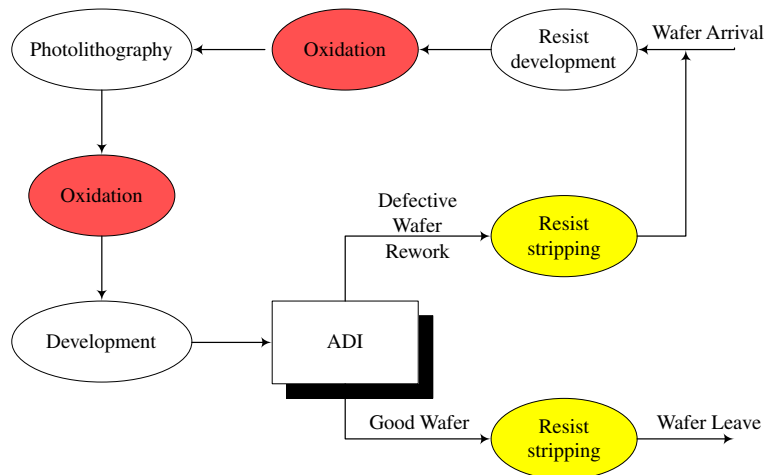 Photolithography
Oxidation
Resist
development
Wafer Arrival
Oxidation
Defective
Wafer
Rework
Resist
stripping
Development
ADI
Good Wafer
Resist
stripping
Wafer Leave